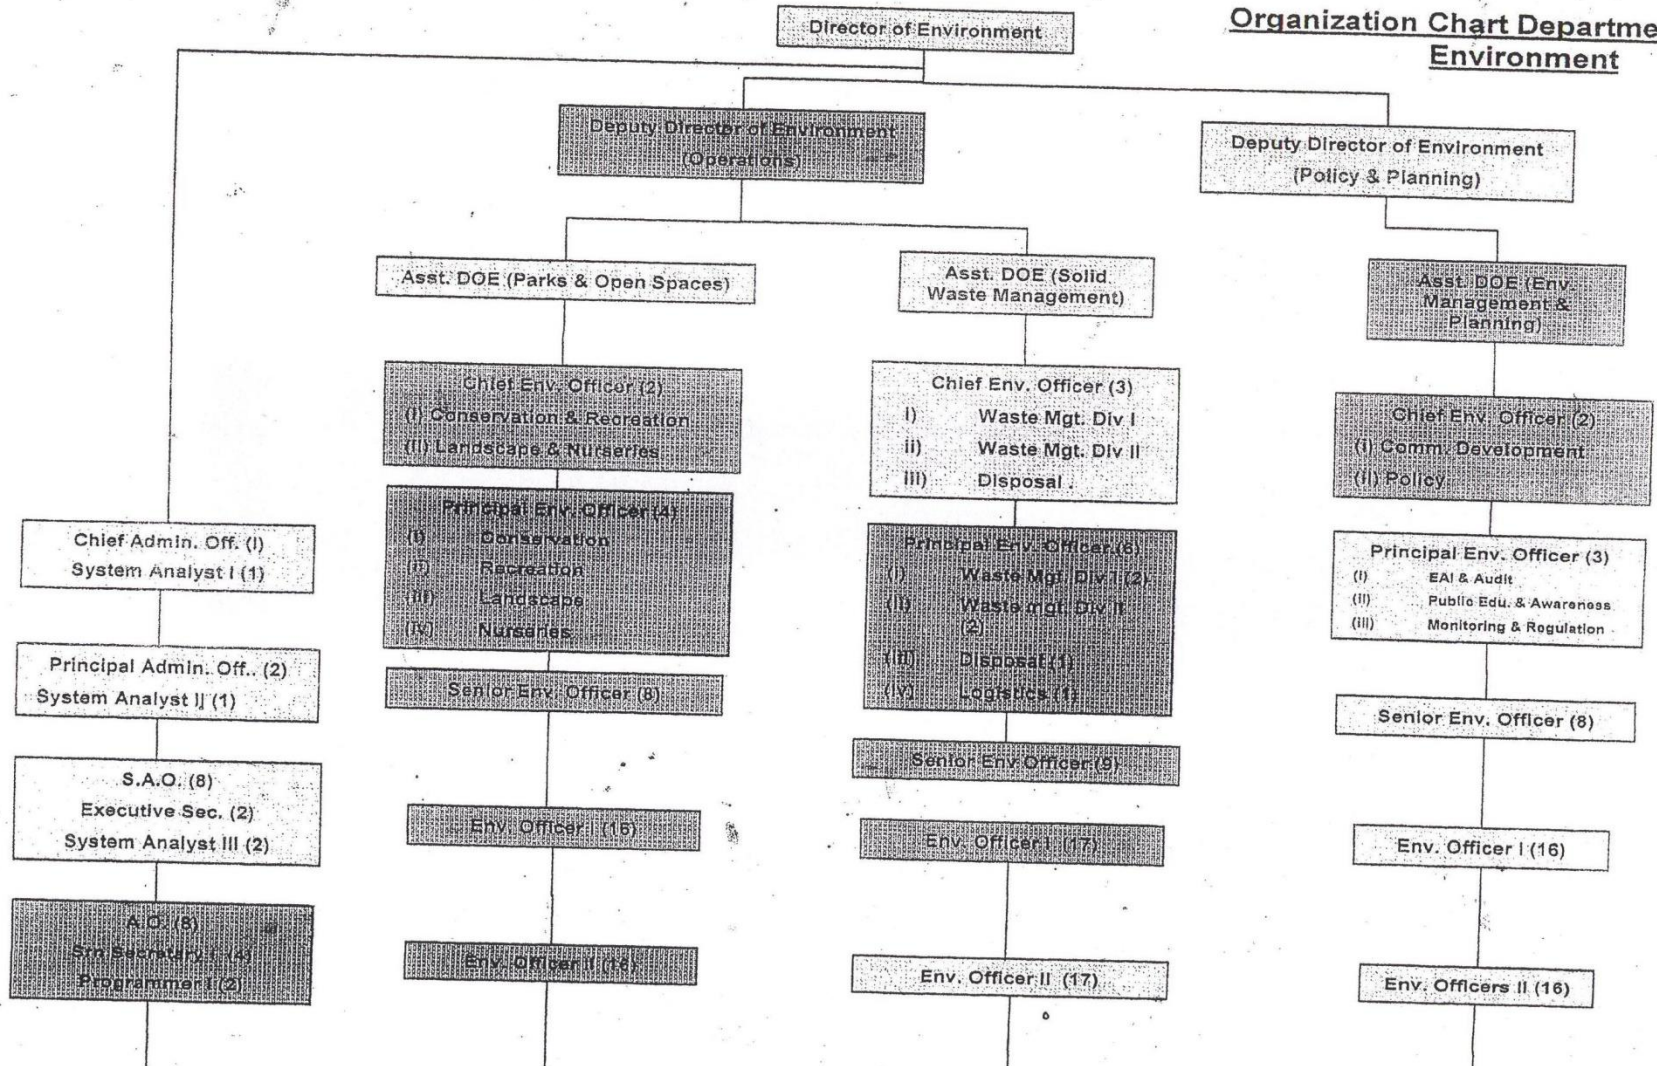 Organization Chart Departme
Environment
Director of Environment
Deputy Director of Environment
(Operations)
Deputy Director of Environment
(Policy & Planning)
Asst. DOE (Parks & Open Spaces)
Asst. DOE (Solid
Waste Management)
Asst. DOE (Env.
Management &
Planning)
Chief Env. Officer (2)
(I) Conservation & Recreation
(II) Landscape & Nurseries
Chief Env. Officer (3)
I) Waste Mgt. Div I
II) Waste Mgt. Div II
III) Disposal .
Chief Env. Officer (2)
(I) Comm. Development
(II) Policy
Principal Env. Officer (4)
(I) Conservation
(II) Recreation
(III) Landscape
(IV) Nurseries
Principal Env. Officer (6)
(I) Waste Mgt. Div I (2)
(II) Waste mgt. Div II
(2)
(III) Disposal (1)
(IV) Logistics (1)
Principal Env. Officer (3)
(I) EAI & Audit
(II) Public Edu. & Awareness
(III) Monitoring & Regulation
Chief Admin. Off. (I)
System Analyst I (1)
Principal Admin. Off.. (2)
System Analyst II (1)
Senior Env. Officer (8)
Senior Env Officer (9)
Senior Env. Officer (8)
S.A.O. (8)
Executive Sec. (2)
System Analyst III (2)
Env. Officer I (16)
Env. Officer I (17)
Env. Officer I (16)
A.O. (8)
Srn Secretary I (4)
Programmer I (2)
Env. Officer II (16)
Env. Officer II (17)
Env. Officers II (16)